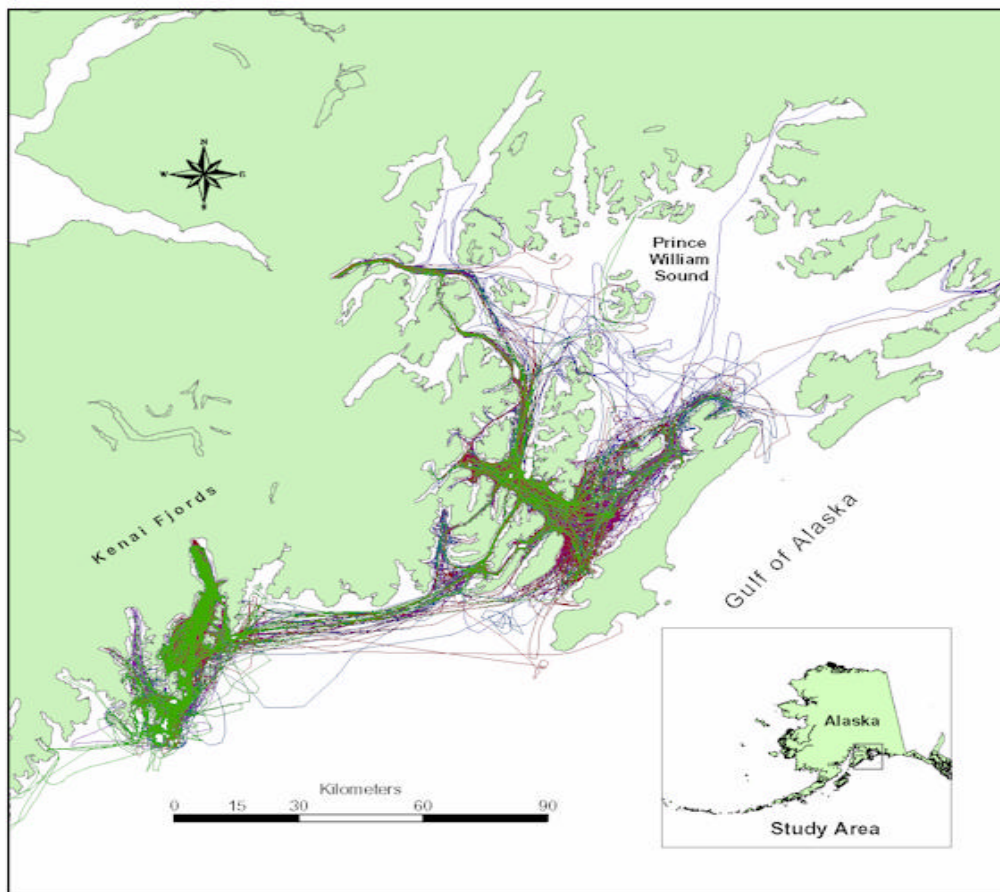 N
W
E
S
Prince
William
Sound
Kenai Fjords
Gulf of Alaska
Kilometers
0 15 30 60 90
Alaska
Study Area